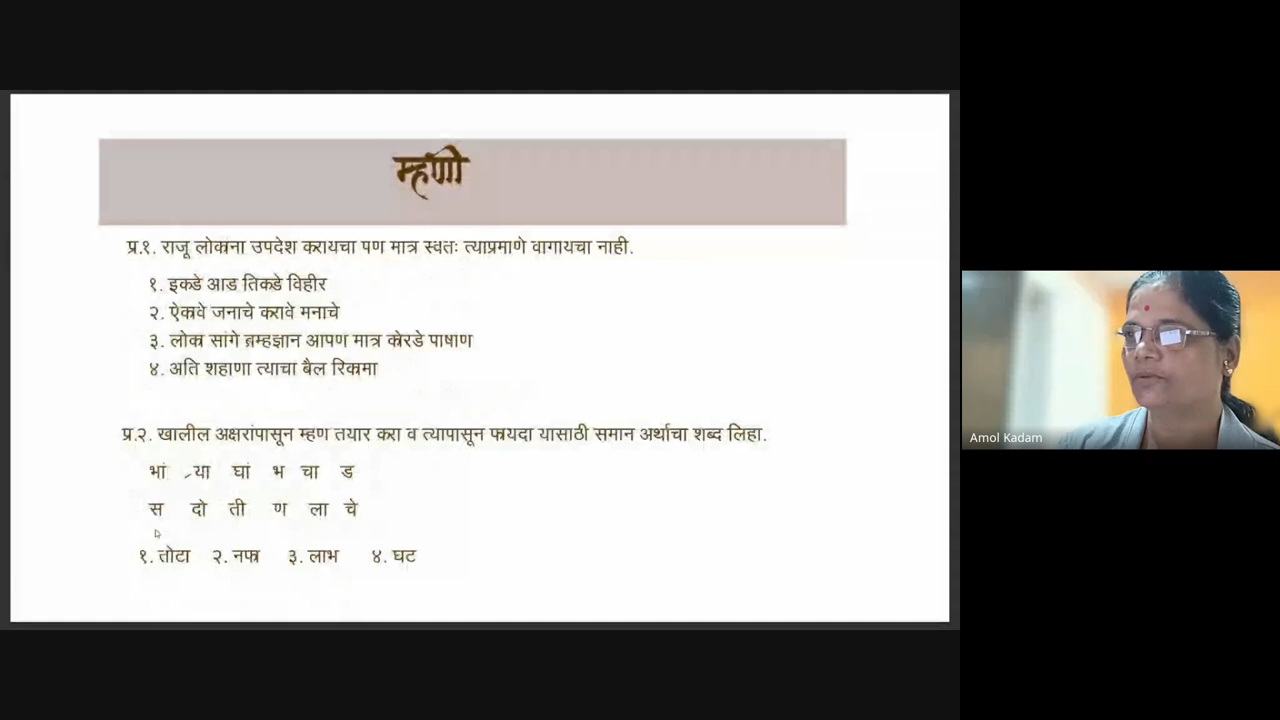 म्हणी
प्र.१. राजू लोकांना उपदेश करायचा पण मात्र स्वतः त्याप्रमाणे वागायचा नाही.
१. इकडे आड तिकडे विहीर
२. ऐकावे जनाचे करावे मनाचे
३. लोका सांगे ब्रम्हज्ञान आपण मात्र कोरडे पाषाण
४. अति शहाणा त्याचा बैल रिकामा
प्र.२. खालील अक्षरांपासून म्हण तयार करा व त्यापासून फायदा यासाठी समान अर्थाचा शब्द लिहा.
भां ऱ्या घां भ चा ड
स दो ती ण ला चे
१. तोटा २. नफा ३. लाभ ४. घट
Amol Kadam